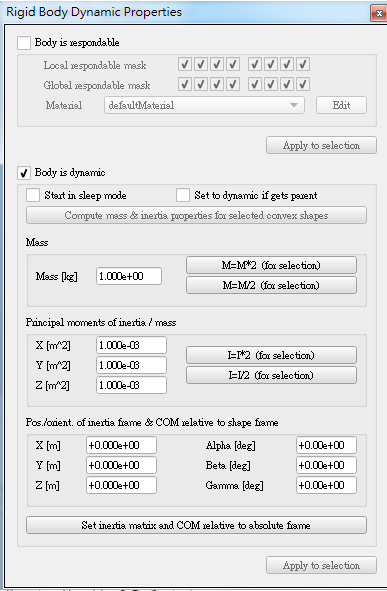 Rigid Body Dynamic Properties
Body is respondable
Local respondable mask
Global respondable mask
Material defaultMaterial Edit
Apply to selection
Body is dynamic
Start in sleep mode Set to dynamic if gets parent
Compute mass & inertia properties for selected convex shapes
Mass
Mass [kg] 1.000e+00 M=M*2 (for selection)
M=M/2 (for selection)
Principal moments of inertia / mass
X [m^2] 1.000e-03
Y [m^2] 1.000e-03 I=I*2 (for selection)
Z [m^2] 1.000e-03 I=I/2 (for selection)
Pos./orient. of inertia frame & COM relative to shape frame
X [m] +0.000e+00 Alpha [deg] +0.00e+00
Y [m] +0.000e+00 Beta [deg] +0.00e+00
Z [m] +0.000e+00 Gamma [deg] +0.00e+00
Set inertia matrix and COM relative to absolute frame
Apply to selection